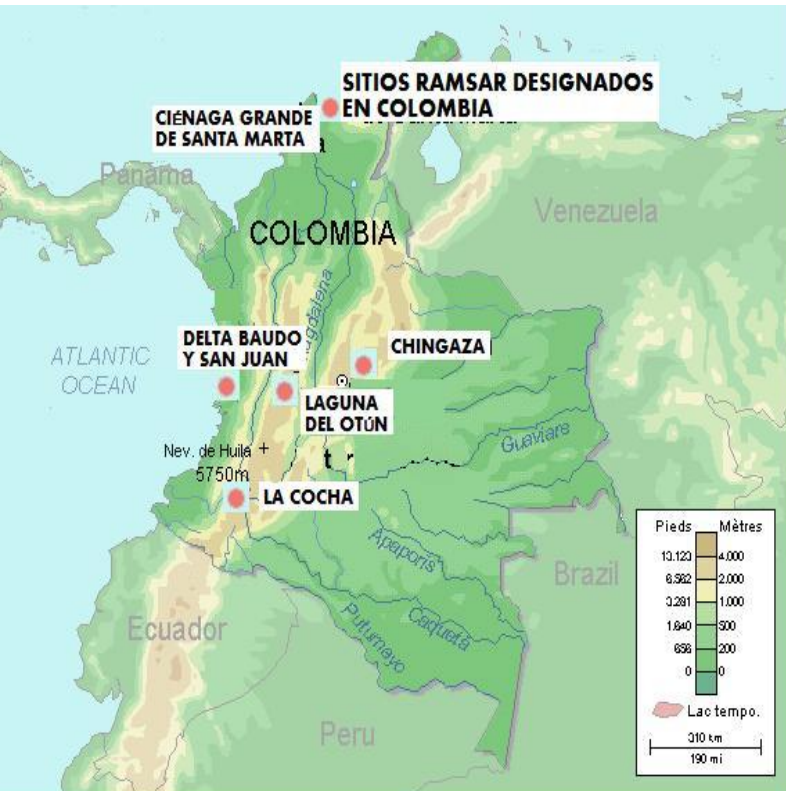 SITIOS RAMSAR DESIGNADOS
EN COLOMBIA
CIÉNAGA GRANDE
DE SANTA MARTA
Panama
Venezuela
COLOMBIA
DELTA BAUDO
Y SAN JUAN
CHINGAZA
ATLANTIC
OCEAN
LAGUNA
DEL OTÚN
Guaviare
Nev. de Huila
5750m
LA COCHA
Apaporis
Brazil
Caquetá
Putumayo
Ecuador
Peru
Pieds Mètres
13.123 4.000
6.562 2.000
3.281 1.000
1.640 500
656 200
0 0
Lac tempo.
310 km
190 mi